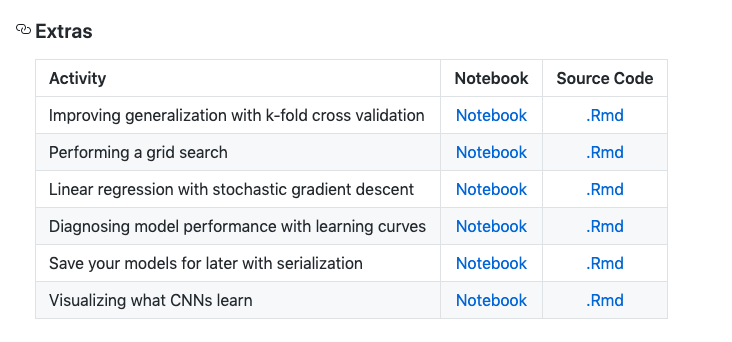 Extras
Activity Notebook Source Code
Improving generalization with k-fold cross validation Notebook .Rmd
Performing a grid search Notebook .Rmd
Linear regression with stochastic gradient descent Notebook .Rmd
Diagnosing model performance with learning curves Notebook .Rmd
Save your models for later with serialization Notebook .Rmd
Visualizing what CNNs learn Notebook .Rmd